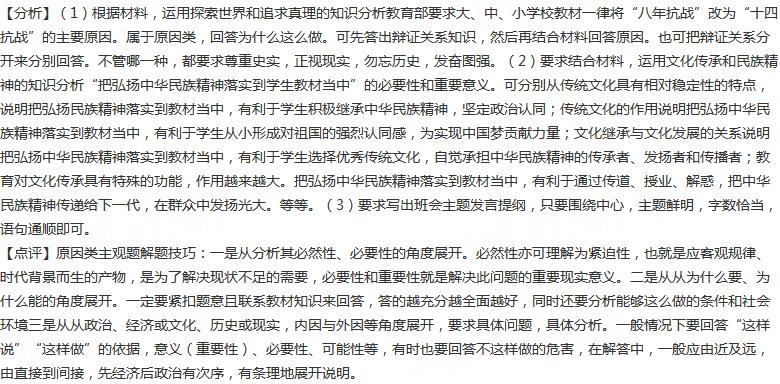 【分析】（1）根据材料，运用探索世界和追求真理的知识分析教育部要求大、中、小学校教材一律将“八年抗战”改为“十四
抗战”的主要原因。属于原因类，回答为什么这么做。可先答出辩证关系知识，然后再结合材料回答原因。也可把辩证关系分
开来分别回答。不管哪一种，都要求尊重史实，正视现实，勿忘历史，发奋图强。（2）要求结合材料，运用文化传承和民族精
神的知识分析“把弘扬中华民族精神落实到学生教材当中”的必要性和重要意义。可分别从传统文化具有相对稳定性的特点，
说明把弘扬民族精神落实到教材当中，有利于学生积极继承中华民族精神，坚定政治认同；传统文化的作用说明把弘扬中华民
族精神落实到教材当中，有利于学生从小形成对祖国的强烈认同感，为实现中国梦贡献力量；文化继承与文化发展的关系说明
把弘扬中华民族精神落实到教材当中，有利于学生选择优秀传统文化，自觉承担中华民族精神的传承者、发扬者和传播者；教
育对文化传承具有特殊的功能，作用越来越大。把弘扬中华民族精神落实到教材当中，有利于通过传道、授业、解惑，把中华
民族精神传递给下一代，在群众中发扬光大。等等。（3）要求写出班会主题发言提纲，只要围绕中心，主题鲜明，字数恰当，
语句通顺即可。
【点评】原因类主观题解题技巧：一是从分析其必然性、必要性的角度展开。必然性亦可理解为紧迫性，也就是应客观规律、
时代背景而生的产物，是为了解决现状不足的需要，必要性和重要性就是解决此问题的重要现实意义。二是从从为什么要、为
什么能的角度展开。一定要紧扣题意且联系教材知识来回答，答的越充分越全面越好，同时还要分析能够这么做的条件和社会
环境三是从从政治、经济或文化、历史或现实，内因与外因等角度展开，要求具体问题，具体分析。一般情况下要回答“这样
说”“这样做”的依据，意义（重要性）、必要性、可能性等，有时也要回答不这样做的危害，在解答中，一般应由近及远，
由直接到间接，先经济后政治有次序，有条理地展开说明。